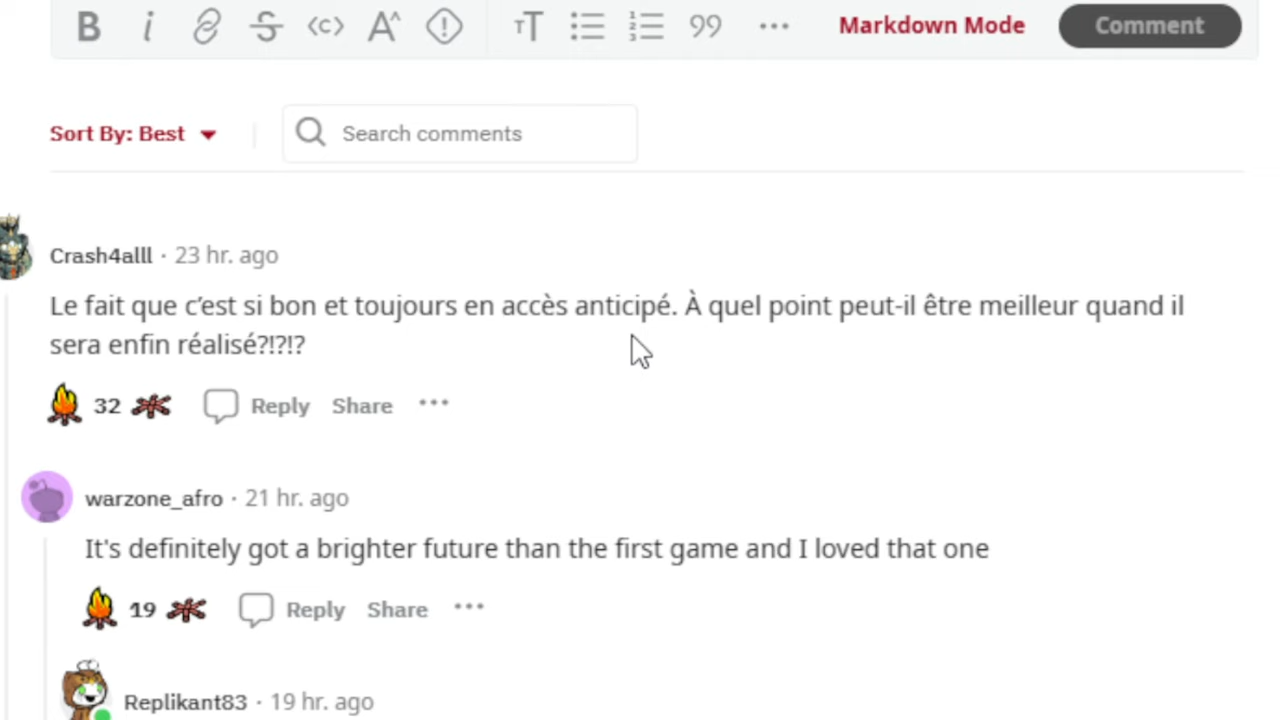 B i S <c> A^ T 99 ... Markdown Mode Comment
Sort By: Best Search comments
Crash4alll · 23 hr. ago
Le fait que c’est si bon et toujours en accès anticipé. À quel point peut-il être meilleur quand il
sera enfin réalisé?!?!?
32 Reply Share ...
warzone_afro · 21 hr. ago
It's definitely got a brighter future than the first game and I loved that one
19 Reply Share ...
Replikant83 · 19 hr. ago